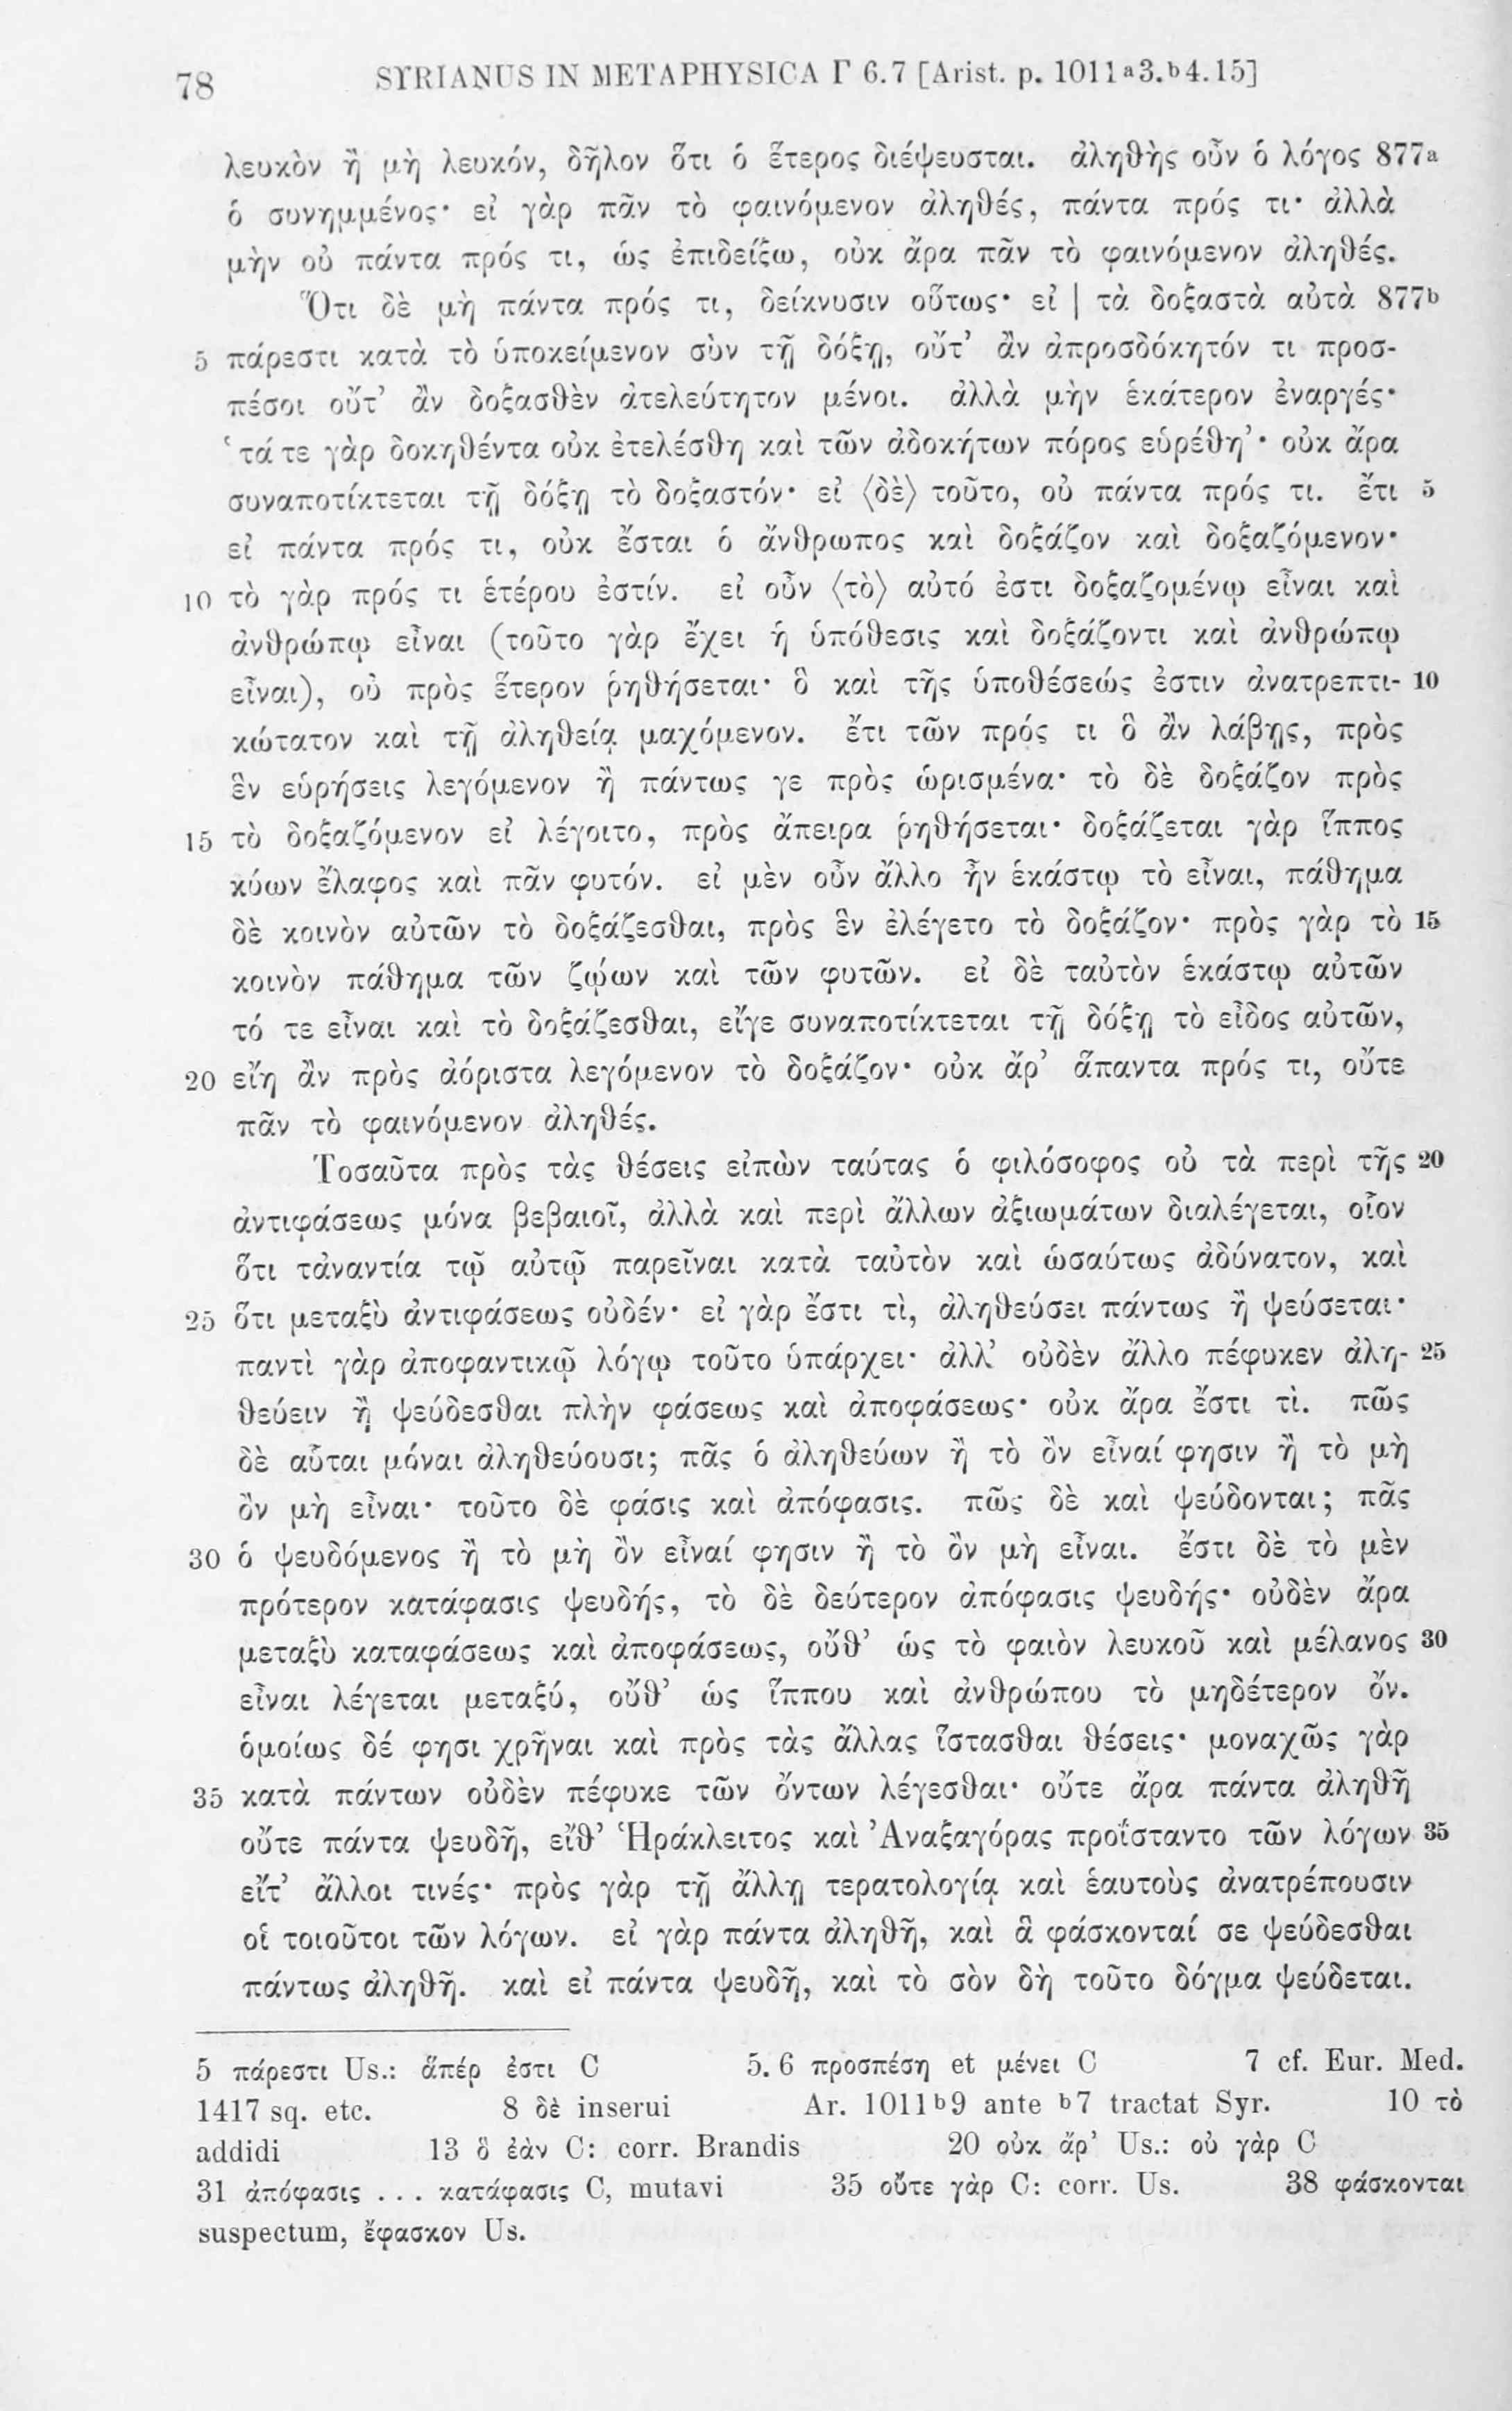 78 SYRIANUS IN METAPHYSICA Γ 6.7 [Arist. p. 1011a3.b4.15]
λευκὸν ἢ μὴ λευκόν, δῆλον ὅτι ὁ ἕτερος διέψευσται. ἀληθὴς οὖν ὁ λόγος 877a
ὁ συνημμένος· εἰ γὰρ πᾶν τὸ φαινόμενον ἀληθές, πάντα πρός τι· ἀλλὰ
μὴν οὐ πάντα πρός τι, ὡς ἐπιδείξω, οὐκ ἄρα πᾶν τὸ φαινόμενον ἀληθές.
Ὅτι δὲ μὴ πάντα πρός τι, δείκνυσιν οὕτως· εἰ | τὰ δοξαστὰ αὐτὰ 877b
5 πάρεστι κατὰ τὸ ὑποκείμενον σὺν τῇ δόξῃ, οὔτ' ἂν ἀπροσδόκητόν τι προσ-
πέσοι οὔτ' ἂν δοξασθὲν ἀτελεύτητον μένοι. ἀλλὰ μὴν ἑκάτερον ἐναργές·
'τά τε γὰρ δοκηθέντα οὐκ ἐτελέσθη καὶ τῶν ἀδοκήτων πόρος εὑρέθη'· οὐκ ἄρα
συναποτίκτεται τῇ δόξῃ τὸ δοξαστόν· εἰ ⟨δὲ⟩ τοῦτο, οὐ πάντα πρός τι. ἔτι 5
εἰ πάντα πρός τι, οὐκ ἔσται ὁ ἄνθρωπος καὶ δοξάζον καὶ δοξαζόμενον·
10 τὸ γὰρ πρός τι ἑτέρου ἐστίν. εἰ οὖν ⟨τὸ⟩ αὐτό ἐστι δοξαζομένῳ εἶναι καὶ
ἀνθρώπῳ εἶναι (τοῦτο γὰρ ἔχει ἡ ὑπόθεσις καὶ δοξάζοντι καὶ ἀνθρώπῳ
εἶναι), οὐ πρὸς ἕτερον ῥηθήσεται· ὃ καὶ τῆς ὑποθέσεώς ἐστιν ἀνατρεπτι- 10
κώτατον καὶ τῇ ἀληθείᾳ μαχόμενον. ἔτι τῶν πρός τι ὃ ἂν λάβῃς, πρὸς
ἓν εὑρήσεις λεγόμενον ἢ πάντως γε πρὸς ὡρισμένα· τὸ δὲ δοξάζον πρὸς
15 τὸ δοξαζόμενον εἰ λέγοιτο, πρὸς ἄπειρα ῥηθήσεται· δοξάζεται γὰρ ἵππος
κύων ἔλαφος καὶ πᾶν φυτόν. εἰ μὲν οὖν ἄλλο ἦν ἑκάστῳ τὸ εἶναι, πάθημα
δὲ κοινὸν αὐτῶν τὸ δοξάζεσθαι, πρὸς ἓν ἐλέγετο τὸ δοξάζον· πρὸς γὰρ τὸ 15
κοινὸν πάθημα τῶν ζῴων καὶ τῶν φυτῶν. εἰ δὲ ταὐτὸν ἑκάστῳ αὐτῶν
τό τε εἶναι καὶ τὸ δοξάζεσθαι, εἴγε συναποτίκτεται τῇ δόξῃ τὸ εἶδος αὐτῶν,
20 εἴη ἂν πρὸς ἀόριστα λεγόμενον τὸ δοξάζον· οὐκ ἄρ' ἅπαντα πρός τι, οὔτε
πᾶν τὸ φαινόμενον ἀληθές.
Τοσαῦτα πρὸς τὰς θέσεις εἰπὼν ταύτας ὁ φιλόσοφος οὐ τὰ περὶ τῆς 20
ἀντιφάσεως μόνα βεβαιοῖ, ἀλλὰ καὶ περὶ ἄλλων ἀξιωμάτων διαλέγεται, οἷον
ὅτι τἀναντία τῷ αὐτῷ παρεῖναι κατὰ ταὐτὸν καὶ ὡσαύτως ἀδύνατον, καὶ
25 ὅτι μεταξὺ ἀντιφάσεως οὐδέν· εἰ γὰρ ἔστι τὶ, ἀληθεύσει πάντως ἢ ψεύσεται·
παντὶ γὰρ ἀποφαντικῷ λόγῳ τοῦτο ὑπάρχει· ἀλλ' οὐδὲν ἄλλο πέφυκεν ἀλη- 25
θεύειν ἢ ψεύδεσθαι πλὴν φάσεως καὶ ἀποφάσεως· οὐκ ἄρα ἔστι τὶ. πῶς
δὲ αὗται μόναι ἀληθεύουσι; πᾶς ὁ ἀληθεύων ἢ τὸ ὂν εἶναί φησιν ἢ τὸ μὴ
ὂν μὴ εἶναι· τοῦτο δὲ φάσις καὶ ἀπόφασις. πῶς δὲ καὶ ψεύδονται; πᾶς
30 ὁ ψευδόμενος ἢ τὸ μὴ ὂν εἶναί φησιν ἢ τὸ ὂν μὴ εἶναι. ἔστι δὲ τὸ μὲν
πρότερον κατάφασις ψευδής, τὸ δὲ δεύτερον ἀπόφασις ψευδής· οὐδὲν ἄρα
μεταξὺ καταφάσεως καὶ ἀποφάσεως, οὔθ' ὡς τὸ φαιὸν λευκοῦ καὶ μέλανος 30
εἶναι λέγεται μεταξύ, οὔθ' ὡς ἵππου καὶ ἀνθρώπου τὸ μηδέτερον ὄν.
ὁμοίως δέ φησι χρῆναι καὶ πρὸς τὰς ἄλλας ἵστασθαι θέσεις· μοναχῶς γὰρ
35 κατὰ πάντων οὐδὲν πέφυκε τῶν ὄντων λέγεσθαι· οὔτε ἄρα πάντα ἀληθῆ
οὔτε πάντα ψευδῆ, εἴθ' Ἡράκλειτος καὶ Ἀναξαγόρας προΐσταντο τῶν λόγων 35
εἴτ' ἄλλοι τινές· πρὸς γὰρ τῇ ἄλλῃ τερατολογίᾳ καὶ ἑαυτοὺς ἀνατρέπουσιν
οἱ τοιοῦτοι τῶν λόγων. εἰ γὰρ πάντα ἀληθῆ, καὶ ἃ φάσκονταί σε ψεύδεσθαι
πάντως ἀληθῆ. καὶ εἰ πάντα ψευδῆ, καὶ τὸ σὸν δὴ τοῦτο δόγμα ψεύδεται.
5 πάρεστι Us.: ἅπέρ ἐστι C 5. 6 προσπέσῃ et μένει C 7 cf. Eur. Med.
1417 sq. etc. 8 δὲ inserui Ar. 1011b9 ante b7 tractat Syr. 10 τὸ
addidi 13 ὃ ἐὰν C: corr. Brandis 20 οὐκ ἄρ' Us.: οὐ γὰρ C
31 ἀπόφασις . . . κατάφασις C, mutavi 35 οὔτε γὰρ C: corr. Us. 38 φάσκονται
suspectum, ἔφασκον Us.